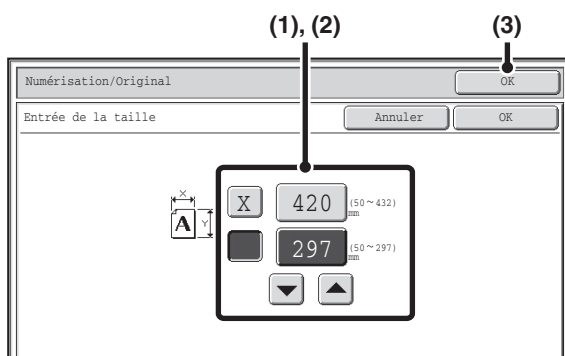 (1), (2)
(3)
Numérisation/Original
OK
Entrée de la taille
Annuler
OK
X
A
Y
X
420
(50~432)
mm
297
(50~297)
mm